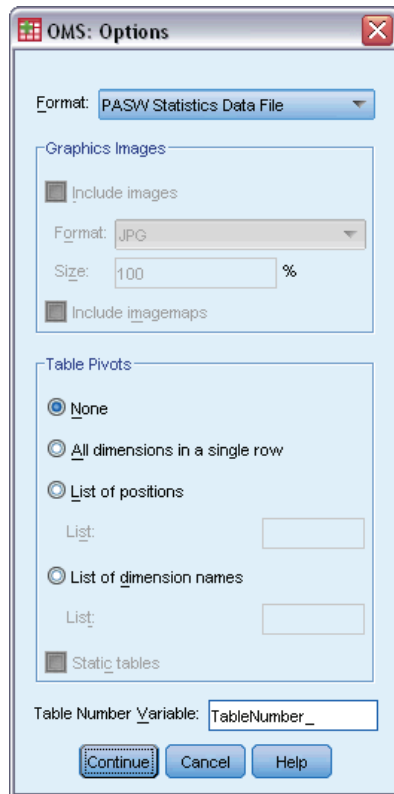 OMS: Options
Format: PASW Statistics Data File
Graphics Images
Include images
Format: JPG
Size: 100 %
Include imagemaps
Table Pivots
None
All dimensions in a single row
List of positions
List:
List of dimension names
List:
Static tables
Table Number Variable: TableNumber_
Continue Cancel Help